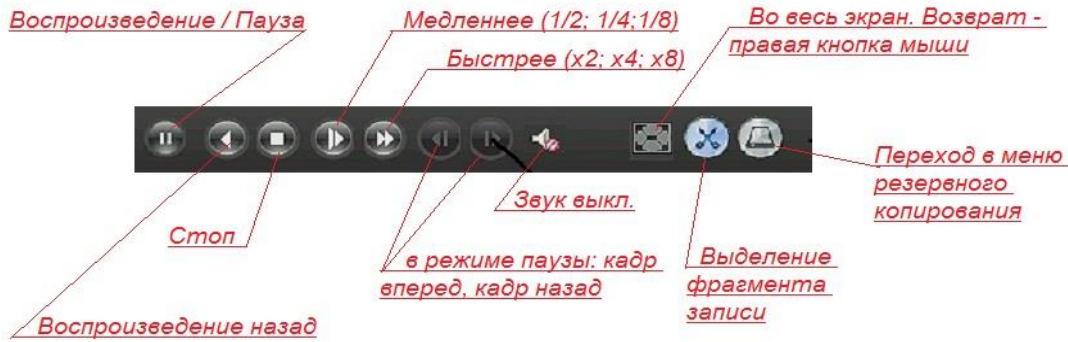 Воспроизведение / Пауза
Медленнее (1/2; 1/4;1/8)
Быстрее (x2; x4; x8)
Во весь экран. Возврат -
правая кнопка мыши
Переход в меню
резервного
копирования
Звук выкл.
Стоп
в режиме паузы: кадр
вперед, кадр назад
Выделение
фрагмента
записи
Воспроизведение назад